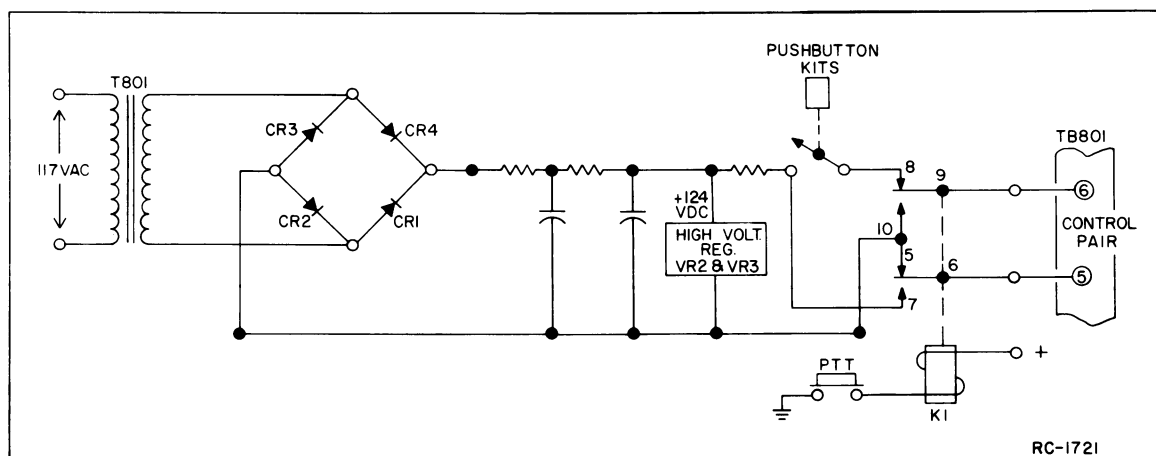 PUSHBUTTON
KITS
T801
CR3
CR4
TB801
117VAC
8
9
6
+124
VDC
CONTROL
PAIR
CR2
CR1
HIGH VOLT.
REG.
VR2 & VR3
10
5
6
5
7
PTT
+
K1
RC-1721